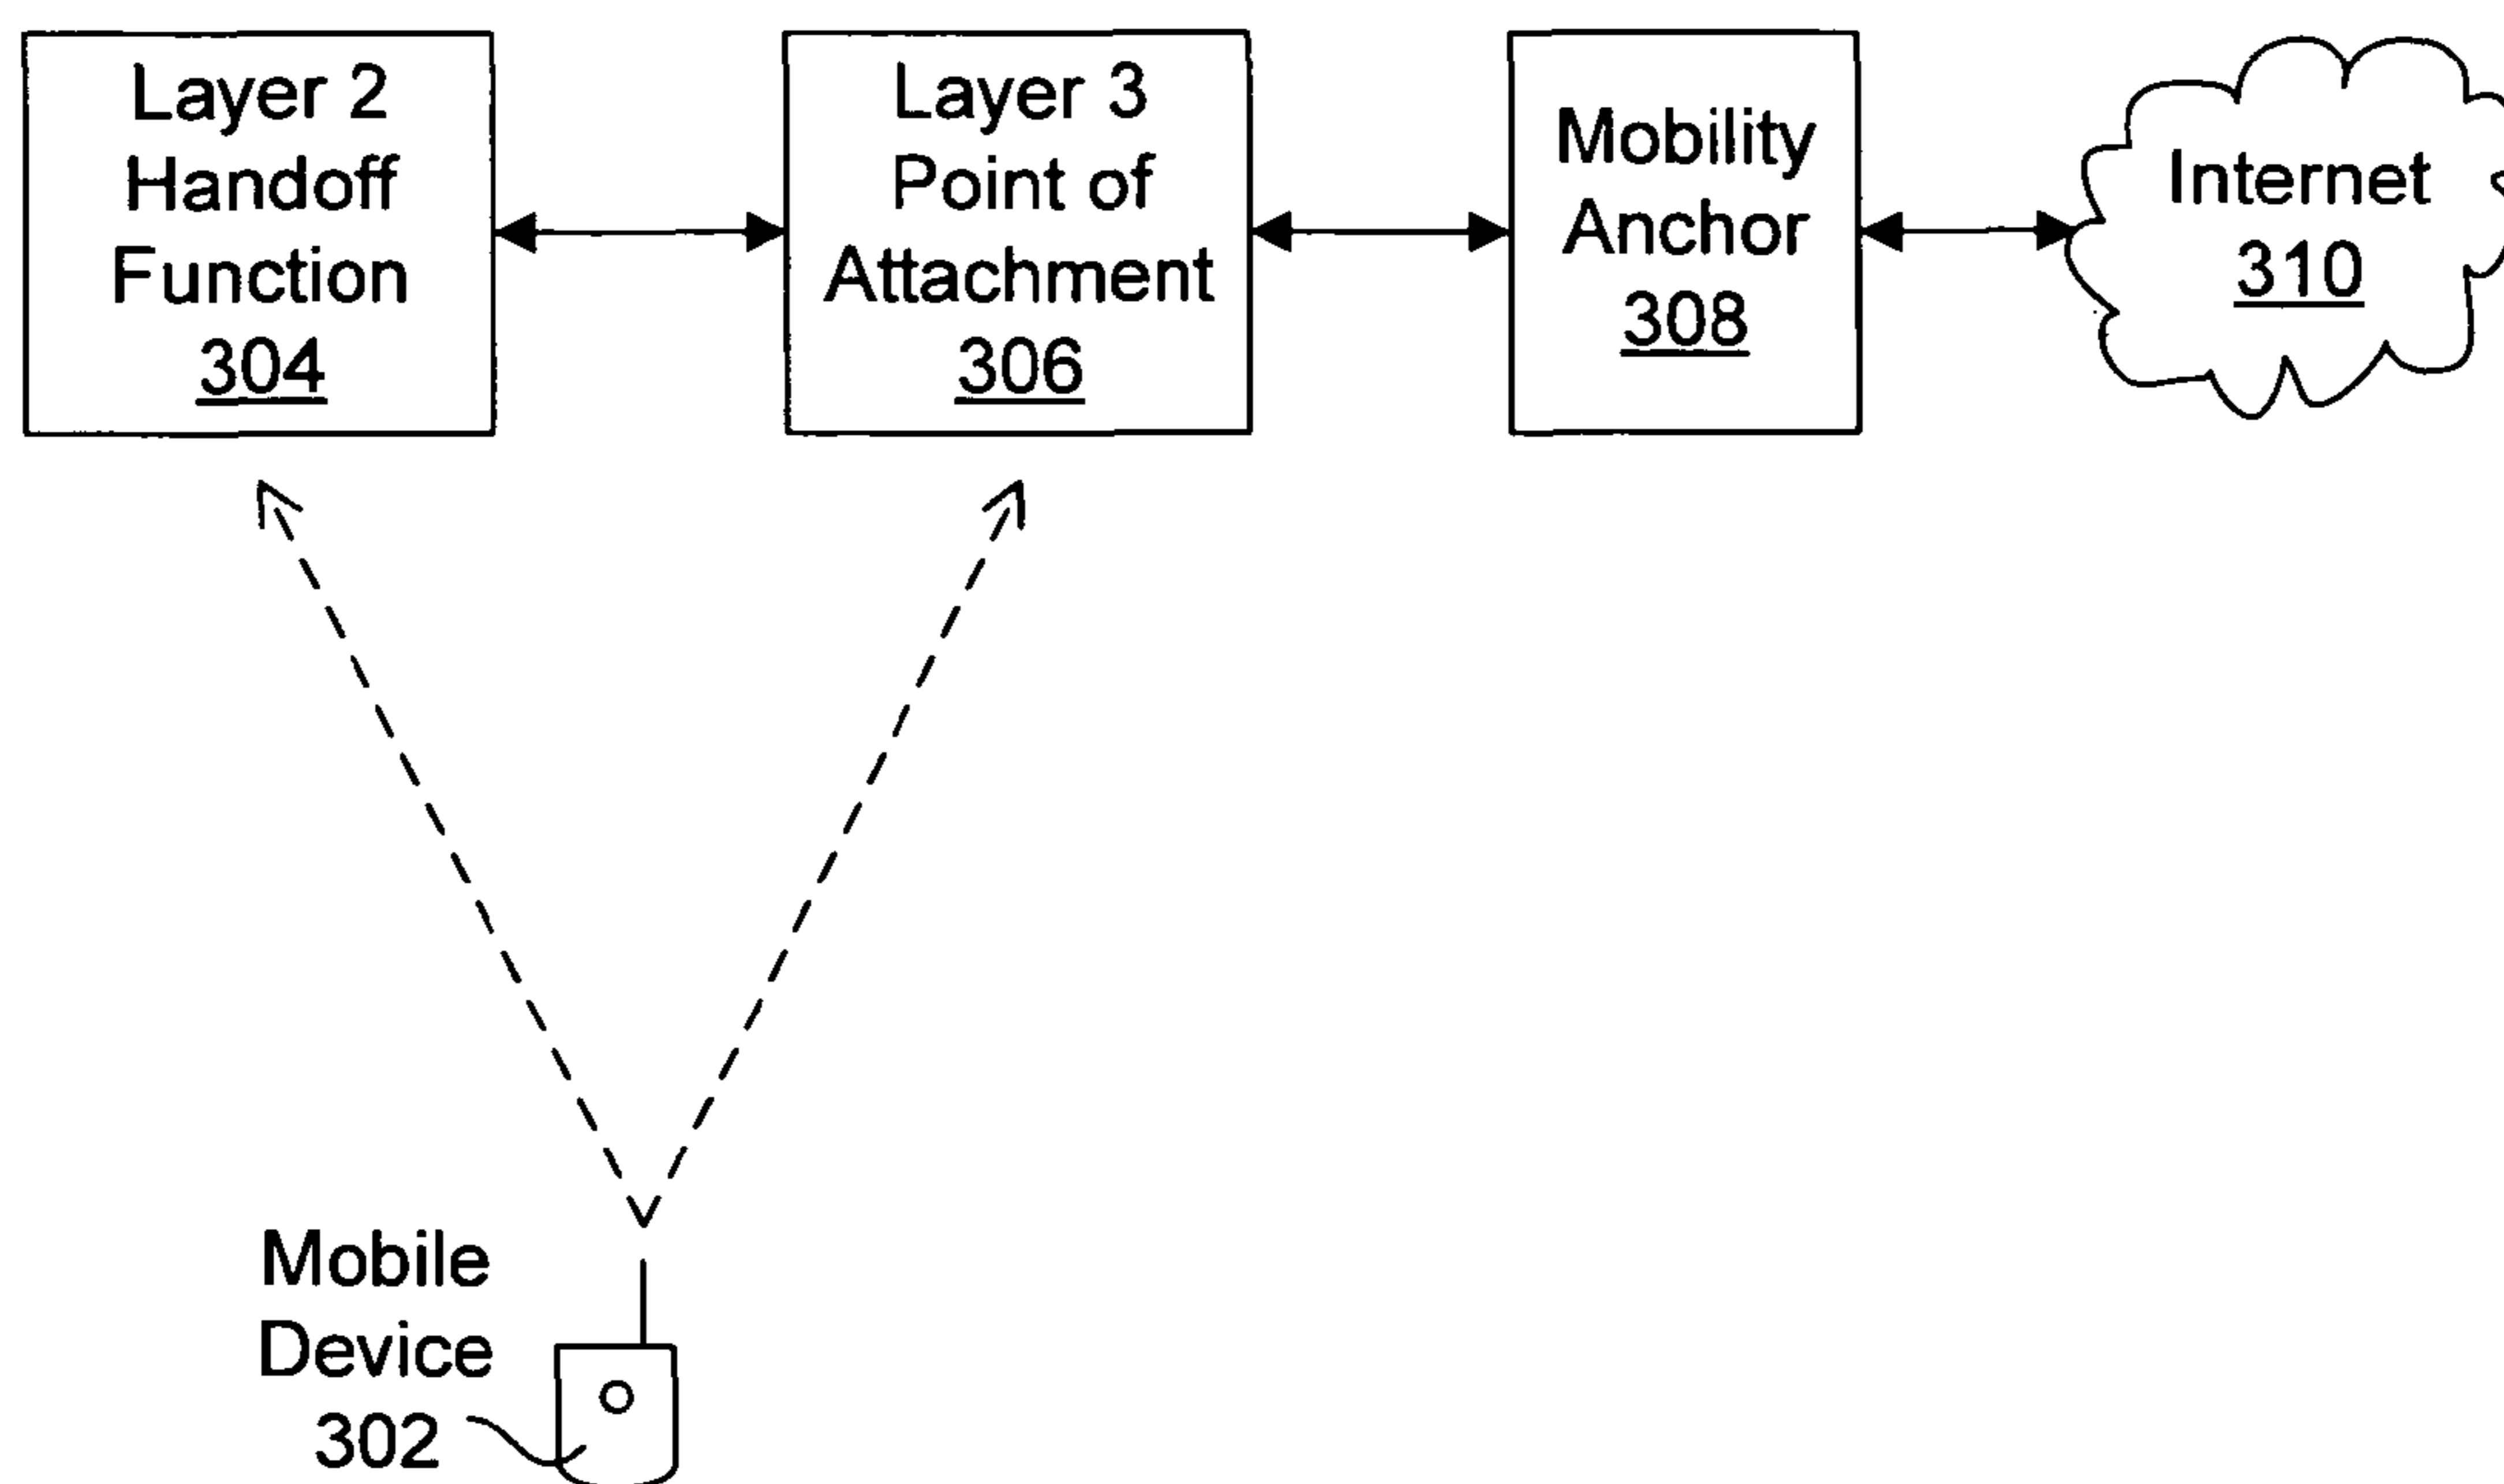 Layer 2
Handoff
Function
304
Layer 3
Point of
Attachment
306
Mobility
Anchor
308
Internet
310
Mobile
Device
302